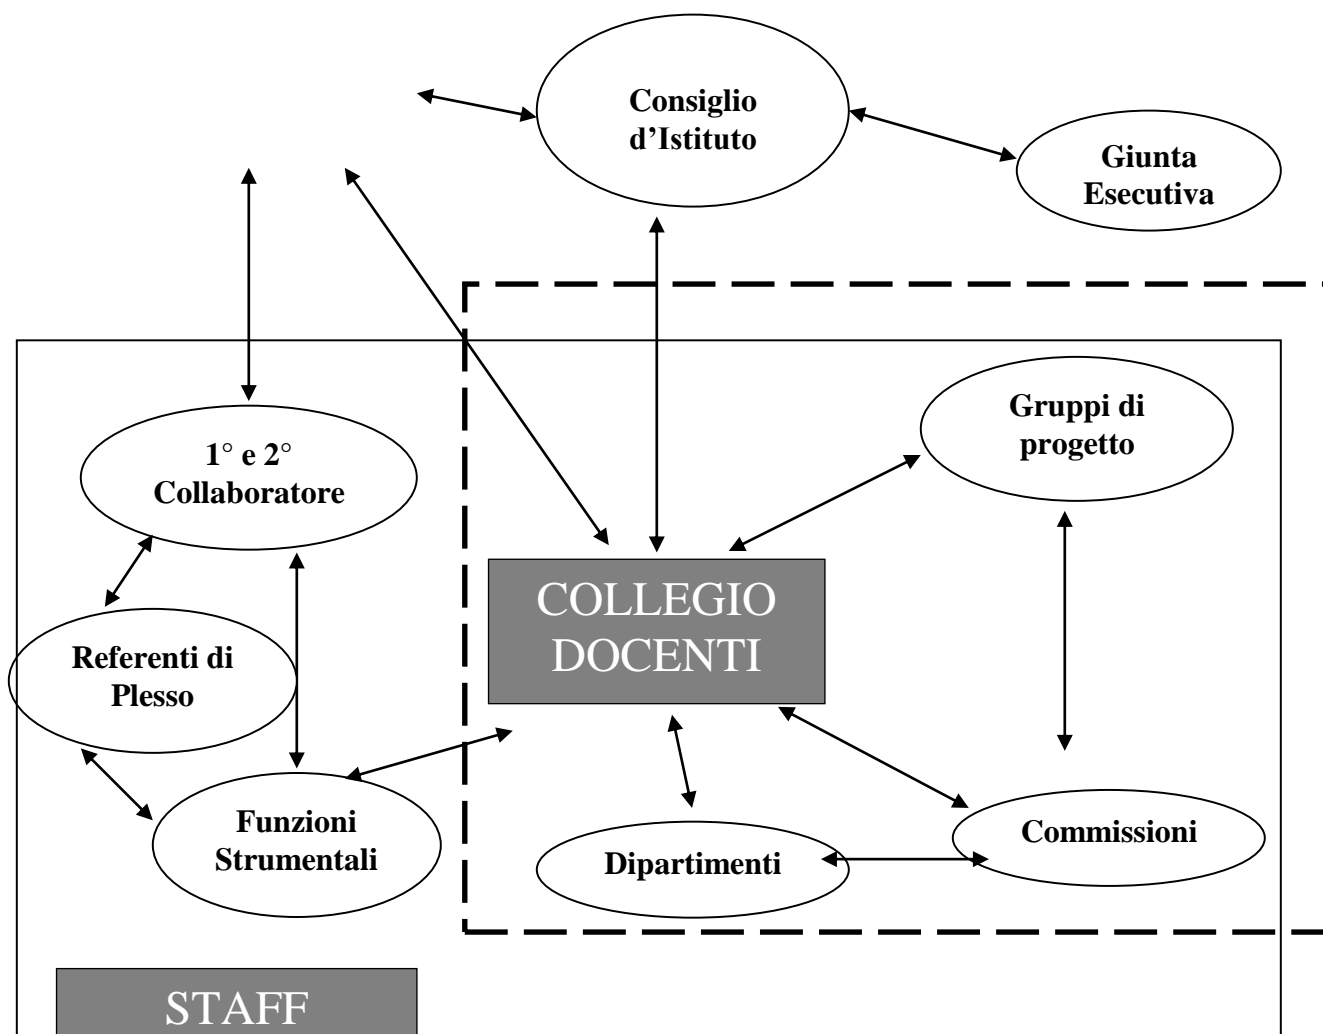 Consiglio
d’Istituto
Giunta
Esecutiva
Gruppi di
progetto
1° e 2°
Collaboratore
COLLEGIO
DOCENTI
Referenti di
Plesso
Funzioni
Strumentali
Dipartimenti
Commissioni
STAFF